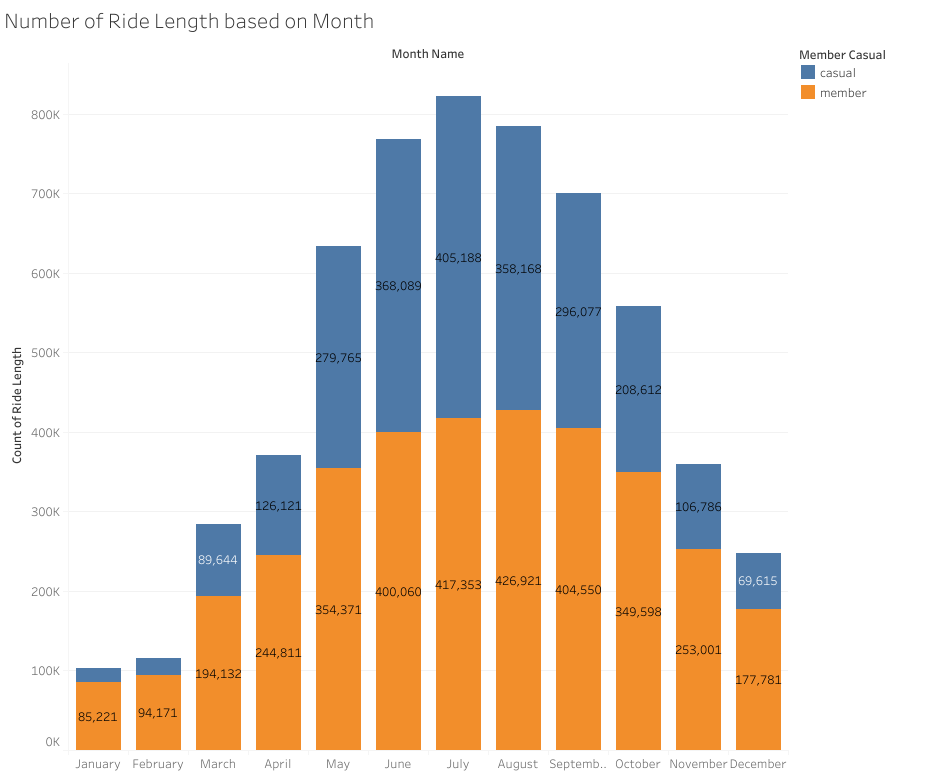 Number of Ride Length based on Month
Month Name
Member Casual
casual
member
Count of Ride Length
800K
700K
600K
500K
400K
300K
200K
100K
0K
405,188
358,168
368,089
296,077
279,765
208,612
126,121
106,786
89,644
69,615
85,221
94,171
194,132
244,811
354,371
400,060
417,353
426,921
404,550
349,598
253,001
177,781
January February March April May June July August Septemb.. October November December